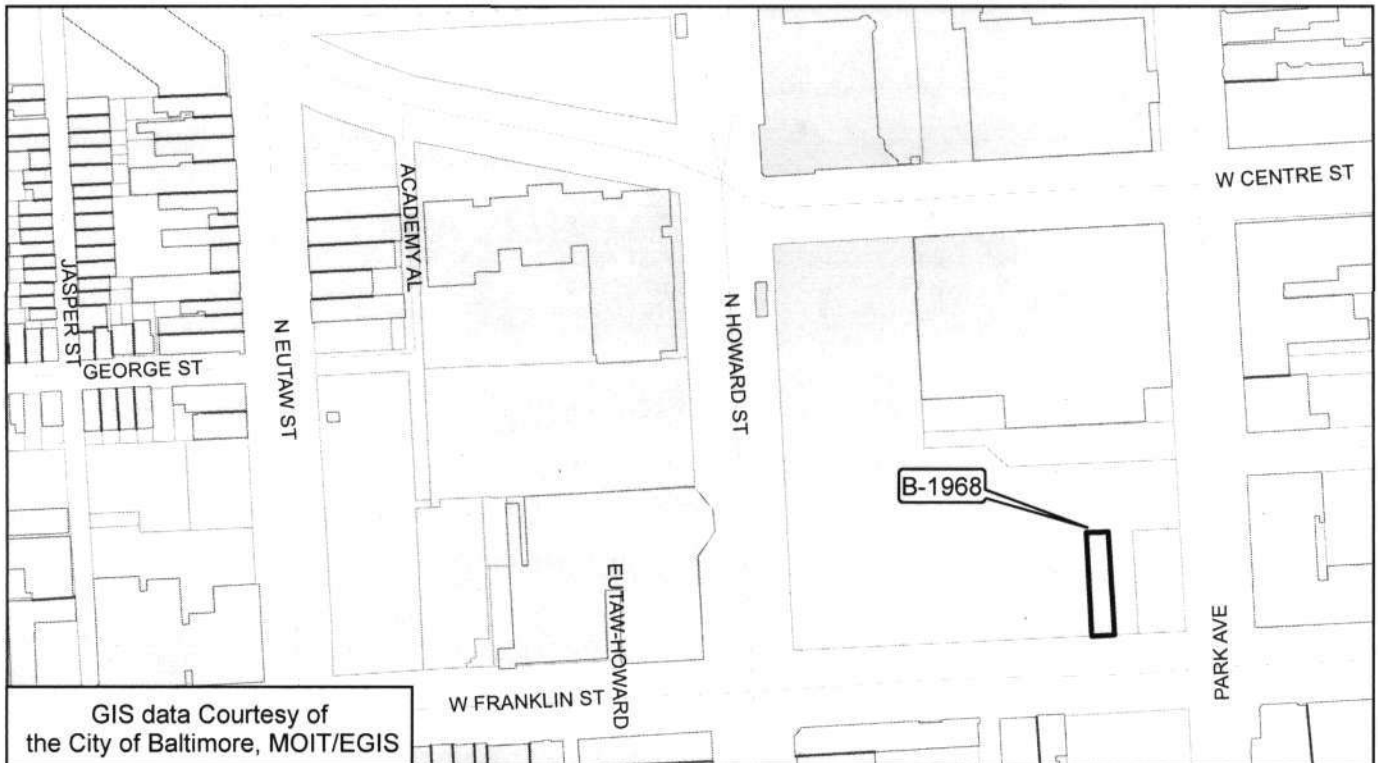 W CENTRE ST
ACADEMY AL
JASPER ST
N EUTAW ST
N HOWARD ST
GEORGE ST
B-1968
EUTAW-HOWARD
PARK AVE
W FRANKLIN ST
GIS data Courtesy of
the City of Baltimore, MOIT/EGIS